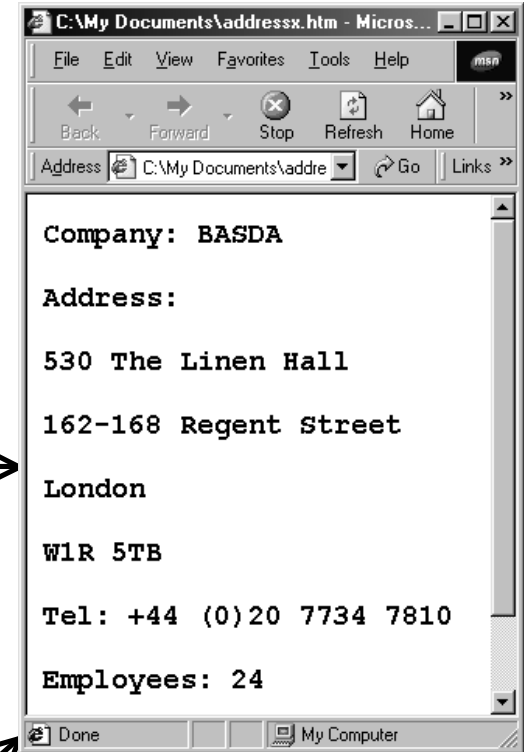 C:\My Documents\addressx.htm - Micros...
File Edit View Favorites Tools Help msn
Back Forward Stop Refresh Home »
Address C:\My Documents\addre Go Links »
Company: BASDA
Address:
530 The Linen Hall
162-168 Regent Street
London
W1R 5TB
Tel: +44 (0)20 7734 7810
Employees: 24
Done My Computer